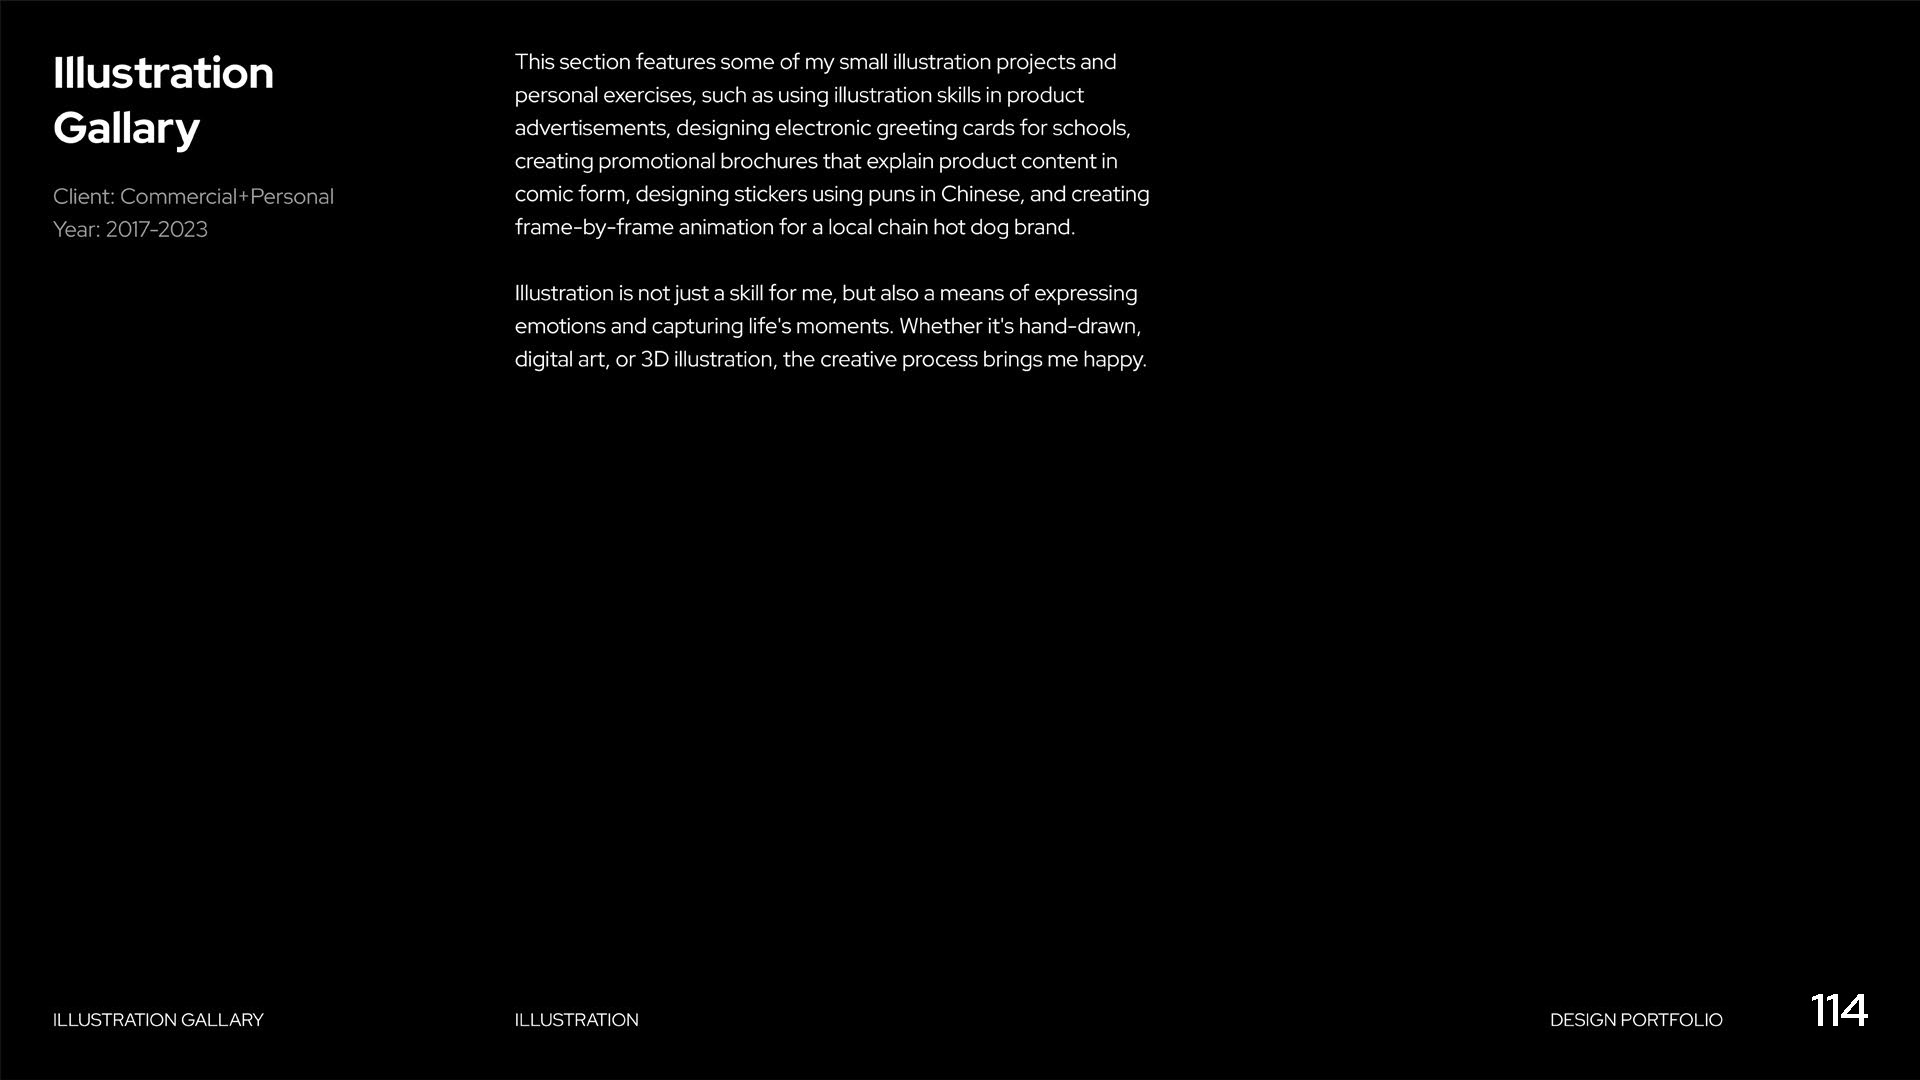 Illustration
Gallary
Client: Commercial+Personal
Year: 2017-2023
This section features some of my small illustration projects and
personal exercises, such as using illustration skills in product
advertisements, designing electronic greeting cards for schools,
creating promotional brochures that explain product content in
comic form, designing stickers using puns in Chinese, and creating
frame-by-frame animation for a local chain hot dog brand.
Illustration is not just a skill for me, but also a means of expressing
emotions and capturing life's moments. Whether it's hand-drawn,
digital art, or 3D illustration, the creative process brings me happy.
ILLUSTRATION GALLARY
ILLUSTRATION
DESIGN PORTFOLIO
114